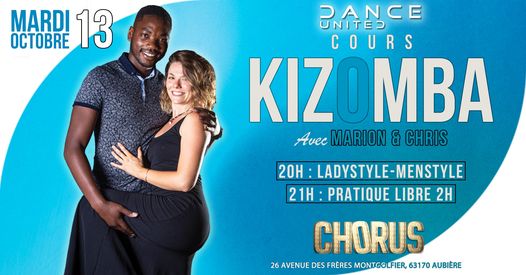 MARDI 13
OCTOBRE
DANCE
UNITED
COURS
KIZOMBA
Avec MARION & CHRIS
20H : LADYSTYLE-MENSTYLE
21H : PRATIQUE LIBRE 2H
CHORUS
26 AVENUE DES FRÈRES MONTGOLFIER, 63170 AUBIÈRE